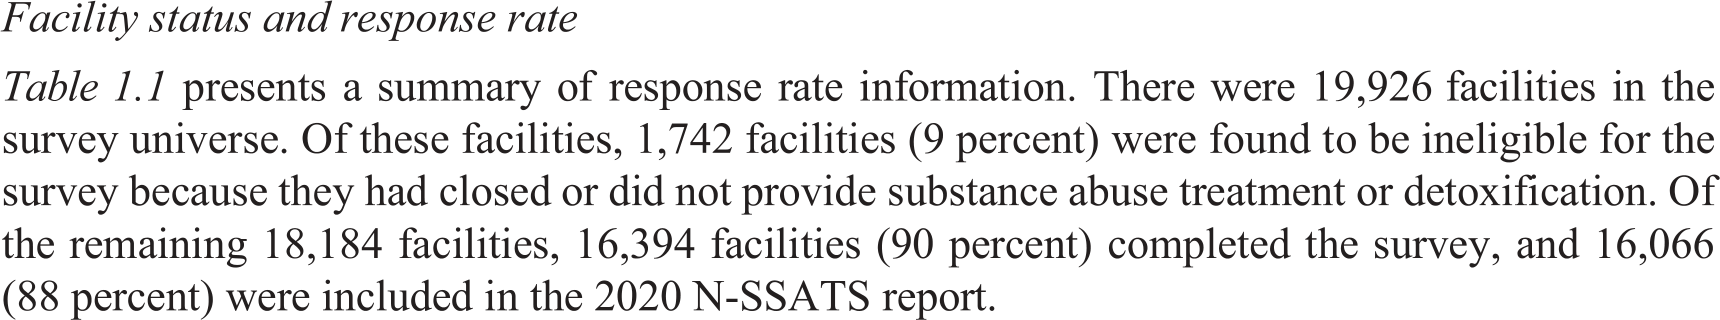 Facility status and response rate
Table 1.1 presents a summary of response rate information. There were 19,926 facilities in the
survey universe. Of these facilities, 1,742 facilities (9 percent) were found to be ineligible for the
survey because they had closed or did not provide substance abuse treatment or detoxification. Of
the remaining 18,184 facilities, 16,394 facilities (90 percent) completed the survey, and 16,066
(88 percent) were included in the 2020 N-SSATS report.